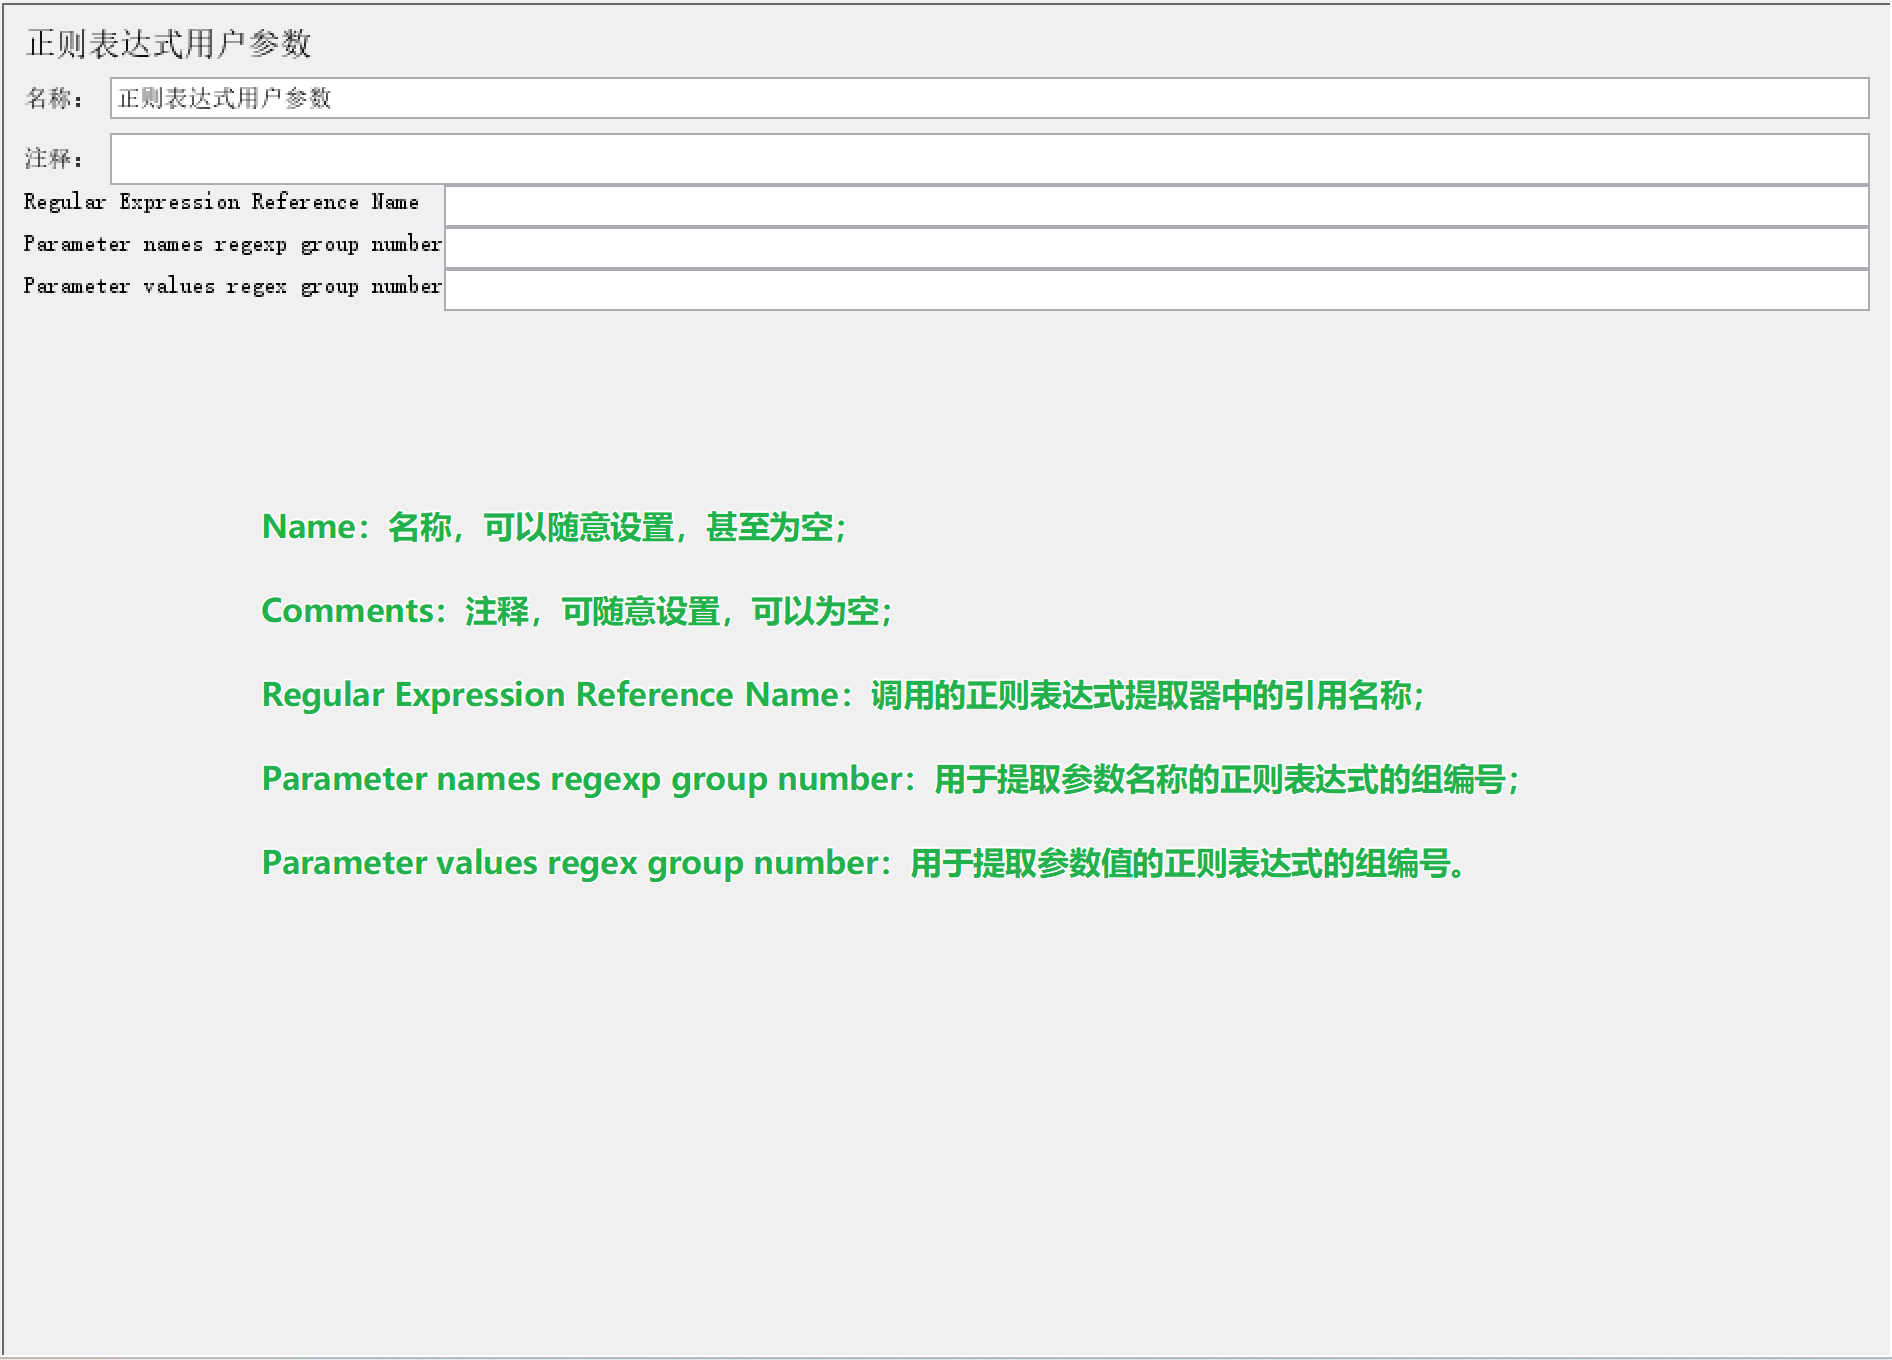 正则表达式用户参数
名称： 正则表达式用户参数
注释：
Regular Expression Reference Name
Parameter names regexp group number
Parameter values regex group number
Name：名称，可以随意设置，甚至为空；
Comments：注释，可随意设置，可以为空；
Regular Expression Reference Name：调用的正则表达式提取器中的引用名称；
Parameter names regexp group number：用于提取参数名称的正则表达式的组编号；
Parameter values regex group number：用于提取参数值的正则表达式的组编号。